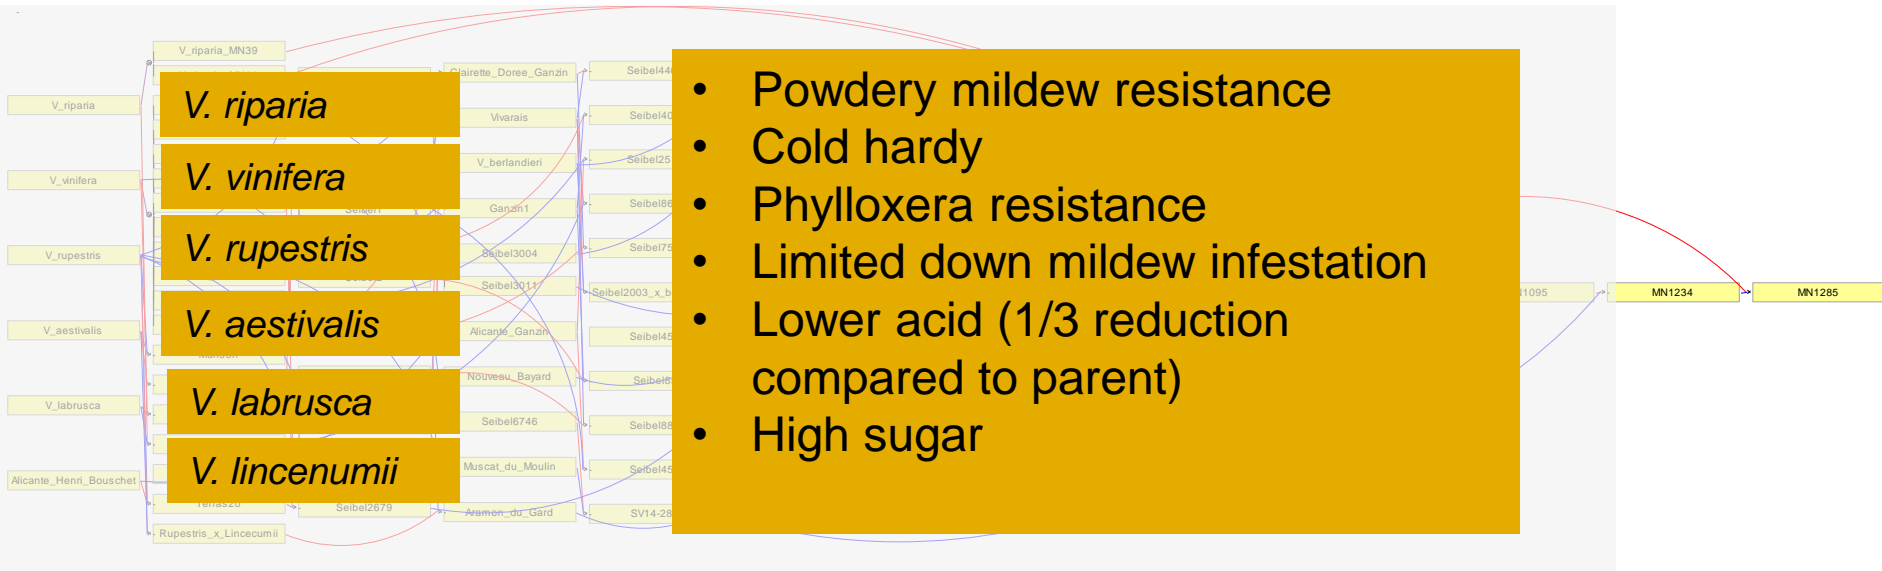 V_riparia_MN39
V_riparia
V_vinifera
V_rupestris
V_aestivalis
V_labrusca
Alicante_Henri_Bouschet
V. riparia
V. vinifera
V. rupestris
V. aestivalis
V. labrusca
V. lincenumii
Rupestris_x_Lincecumii
Seibel2679
Clairette_Doree_Ganzin
Vivarais
V_berlandieri
Ganzin1
Seibel3004
Seibel3011
Alicante_Ganzin
Nouveau_Bayard
Seibel6746
Muscat_du_Moulin
Aramon_du_Gard
SV14-28
• Powdery mildew resistance
• Cold hardy
• Phylloxera resistance
• Limited down mildew infestation
• Lower acid (1/3 reduction
compared to parent)
• High sugar
MN1234
MN1285